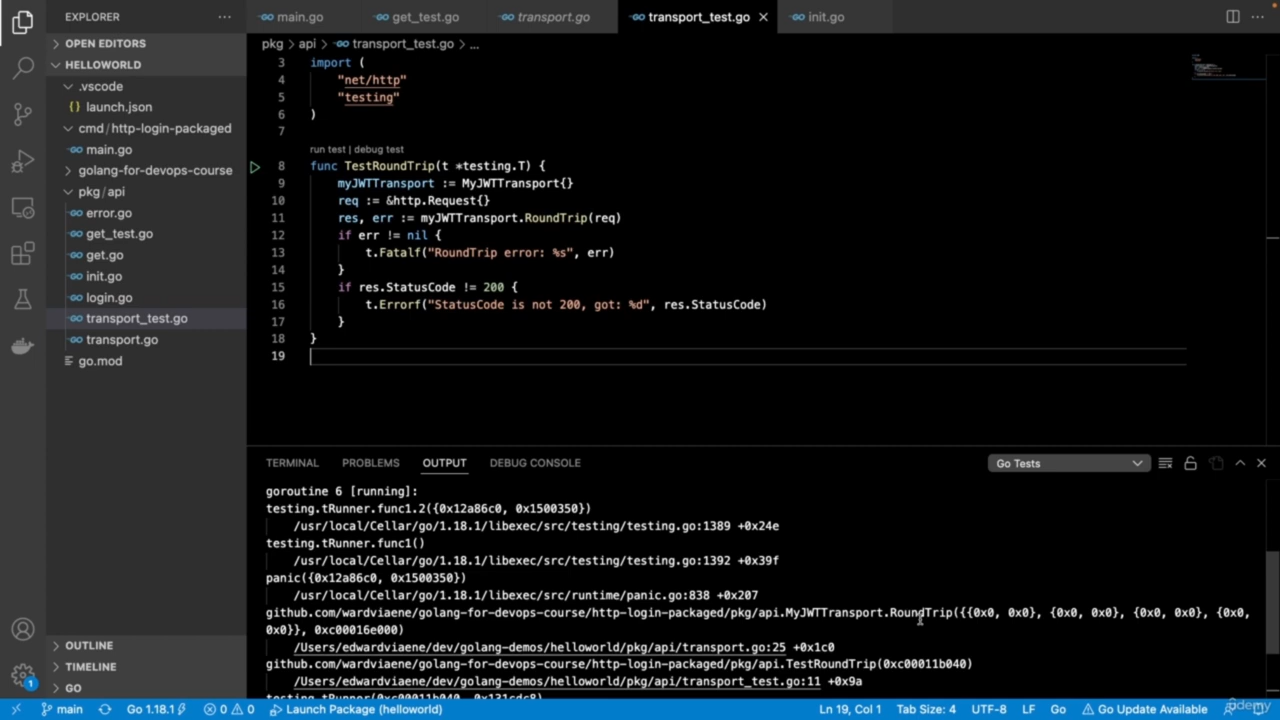 EXPLORER
main.go
get_test.go
transport.go
transport_test.go
init.go
OPEN EDITORS
HELLOWORLD
.vscode
launch.json
cmd / http-login-packaged
main.go
golang-for-devops-course
pkg / api
error.go
get_test.go
get.go
init.go
login.go
transport_test.go
transport.go
go.mod
OUTLINE
TIMELINE
GO
pkg > api > transport_test.go > ...
3 import (
4 "net/http"
5 "testing"
6 )
7
run test | debug test
8 func TestRoundTrip(t *testing.T) {
9 myJWTTransport := MyJWTTransport{}
10 req := &http.Request{}
11 res, err := myJWTTransport.RoundTrip(req)
12 if err != nil {
13 t.Fatalf("RoundTrip error: %s", err)
14 }
15 if res.StatusCode != 200 {
16 t.Errorf("StatusCode is not 200, got: %d", res.StatusCode)
17 }
18 }
19
TERMINAL PROBLEMS OUTPUT DEBUG CONSOLE
Go Tests
goroutine 6 [running]:
testing.tRunner.func1.2({0x12a86c0, 0x1500350})
/usr/local/Cellar/go/1.18.1/libexec/src/testing/testing.go:1389 +0x24e
testing.tRunner.func1()
/usr/local/Cellar/go/1.18.1/libexec/src/testing/testing.go:1392 +0x39f
panic({0x12a86c0, 0x1500350})
/usr/local/Cellar/go/1.18.1/libexec/src/runtime/panic.go:838 +0x207
github.com/wardviaene/golang-for-devops-course/http-login-packaged/pkg/api.MyJWTTransport.RoundTrip({{0x0, 0x0}, {0x0, 0x0}, {0x0, 0x0}, {0x0,
0x0}}, 0xc00016e000)
/Users/edwardviaene/dev/golang-demos/helloworld/pkg/api/transport.go:25 +0x1c0
github.com/wardviaene/golang-for-devops-course/http-login-packaged/pkg/api.TestRoundTrip(0xc00011b040)
/Users/edwardviaene/dev/golang-demos/helloworld/pkg/api/transport_test.go:11 +0x9a
testing.tRunner(0xc00011b040, 0x131cdc8)
1
main Go 1.18.1 0 0 Launch Package (helloworld)
Ln 19, Col 1 Tab Size: 4 UTF-8 LF Go Go Update Available
udemy